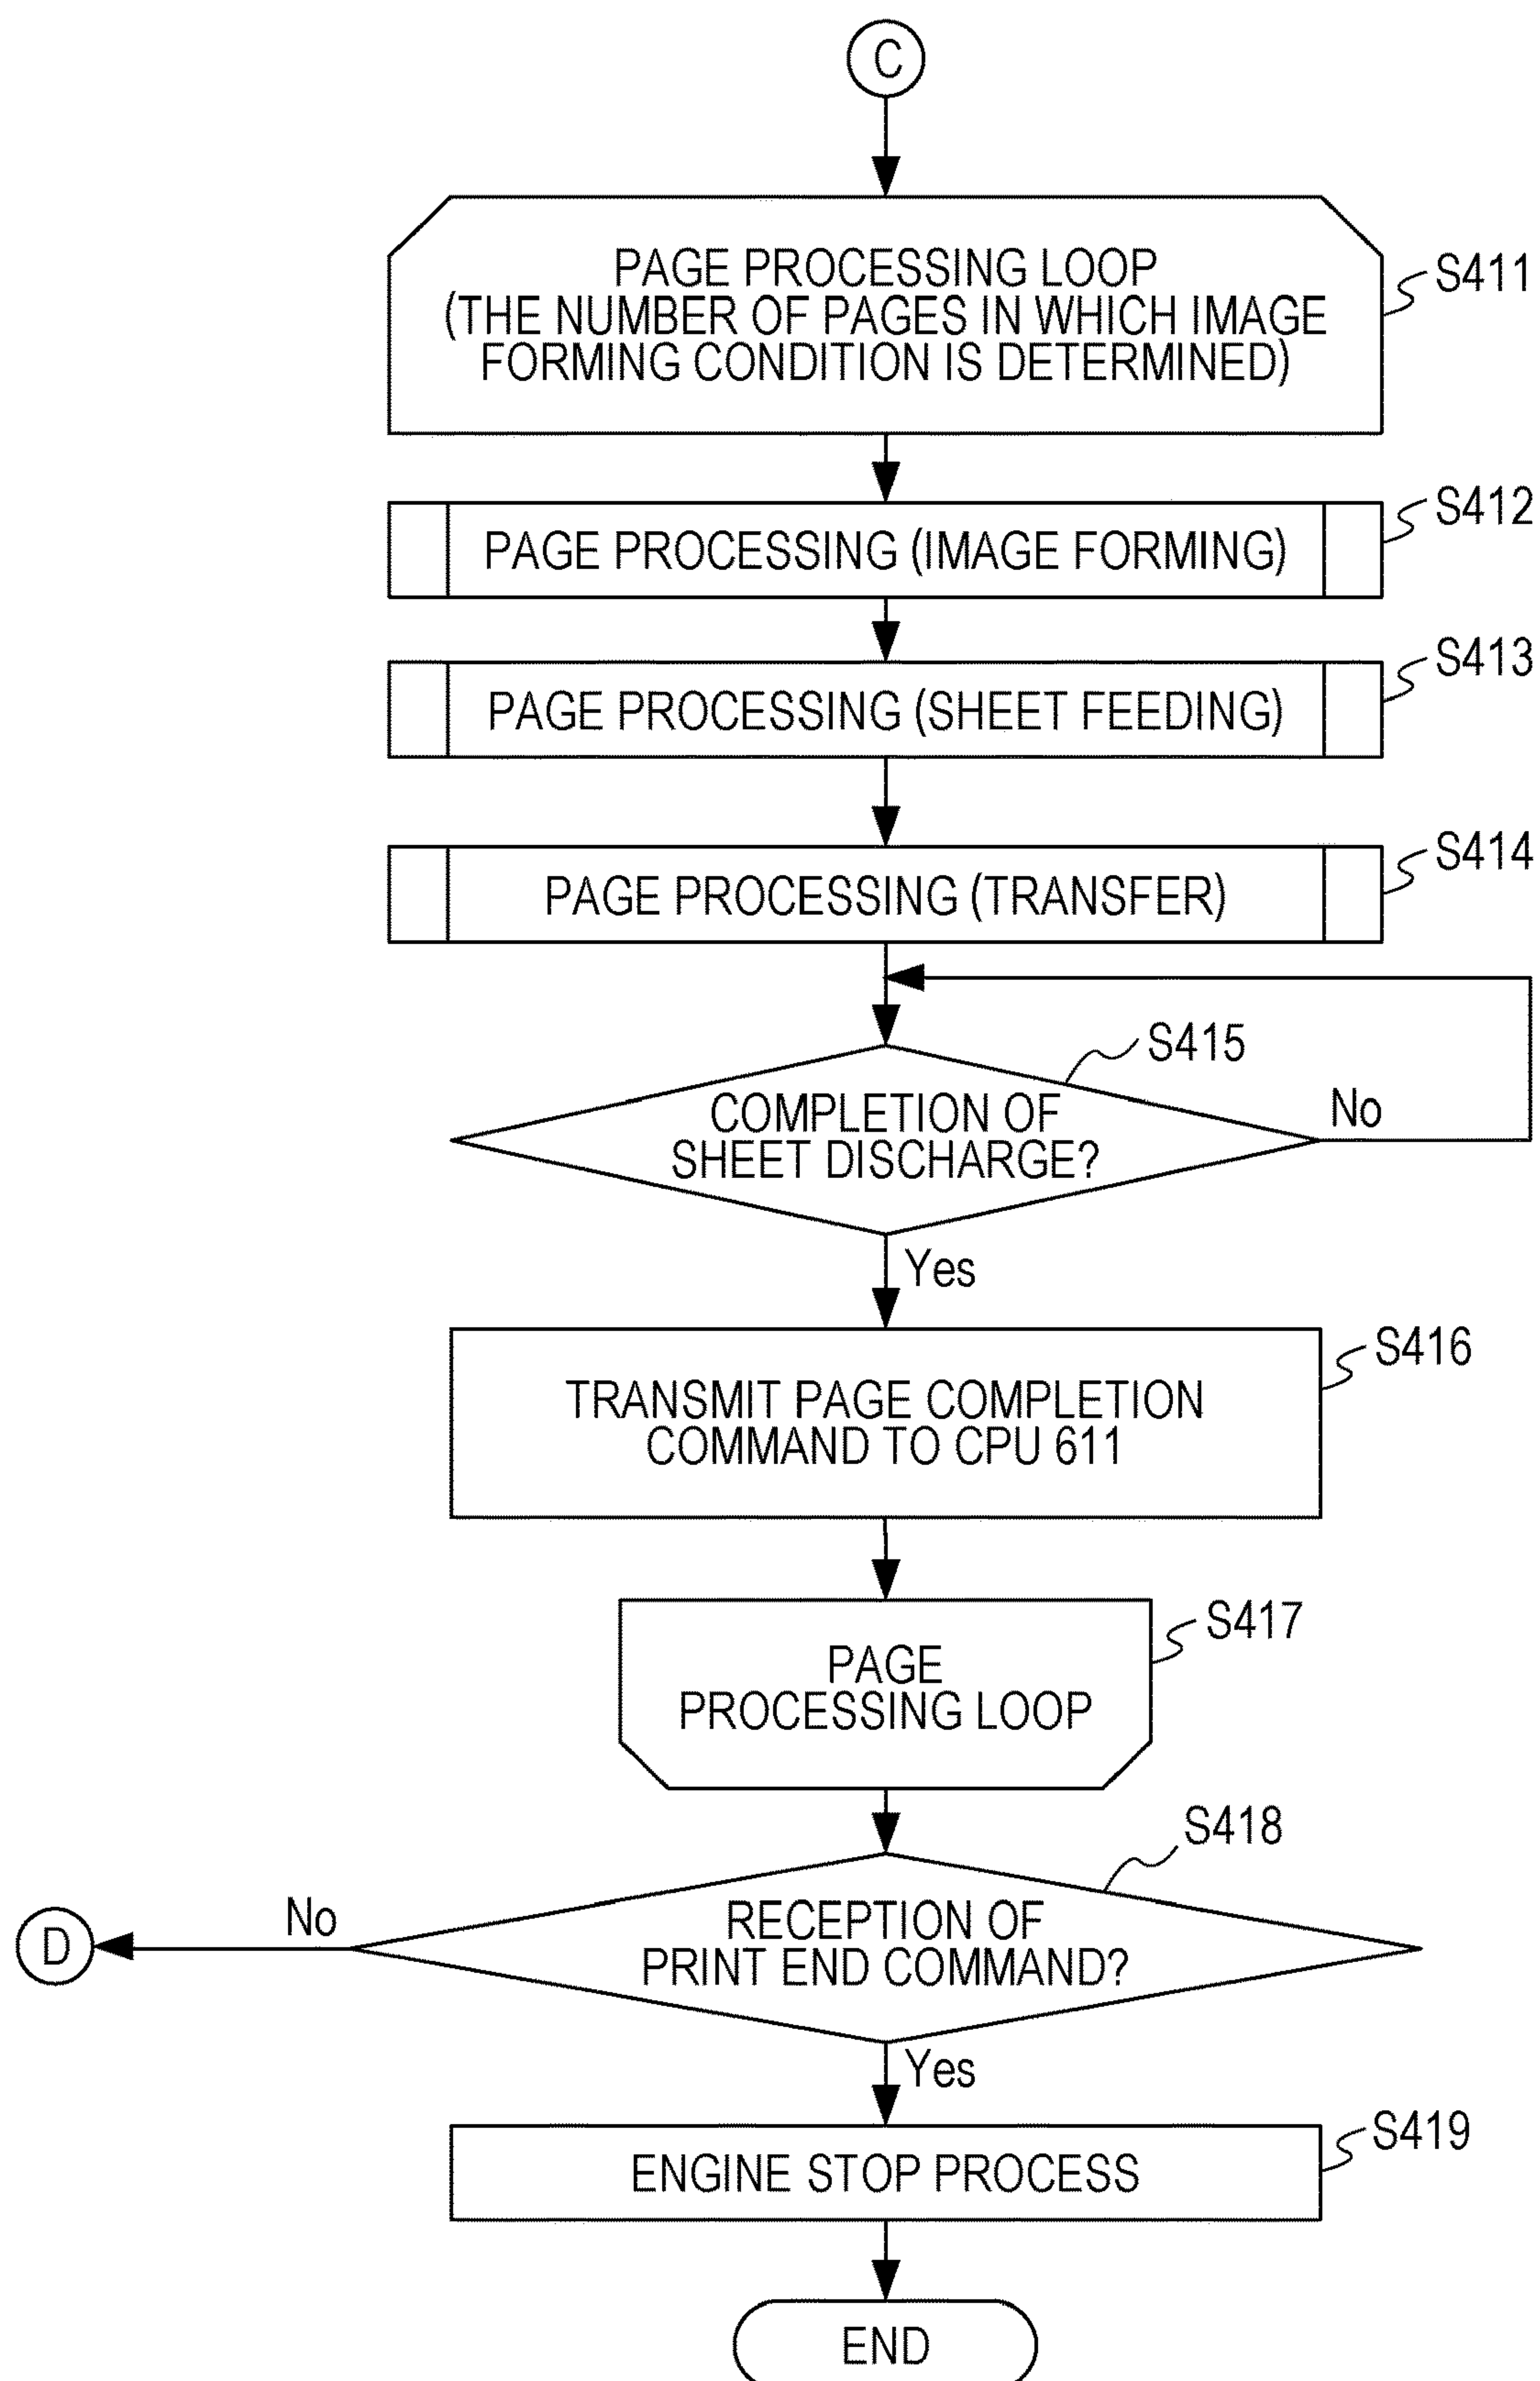 C
PAGE PROCESSING LOOP
(THE NUMBER OF PAGES IN WHICH IMAGE
FORMING CONDITION IS DETERMINED)
S411
PAGE PROCESSING (IMAGE FORMING)
S412
PAGE PROCESSING (SHEET FEEDING)
S413
PAGE PROCESSING (TRANSFER)
S414
S415
COMPLETION OF
SHEET DISCHARGE?
No
Yes
S416
TRANSMIT PAGE COMPLETION
COMMAND TO CPU 611
S417
PAGE
PROCESSING LOOP
S418
RECEPTION OF
PRINT END COMMAND?
No
D
Yes
S419
ENGINE STOP PROCESS
END